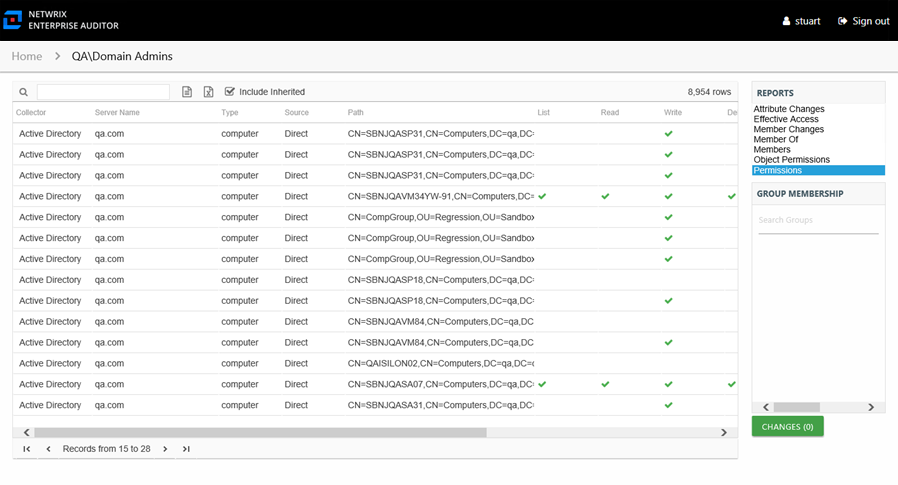 NETWRIX
ENTERPRISE AUDITOR
stuart
Sign out
Home > QA\Domain Admins
Include Inherited
8,954 rows
Collector Server Name Type Source Path List Read Write De
Active Directory qa.com computer Direct CN=SBNJQASP31,CN=Computers,DC=qa,DC=
Active Directory qa.com computer Direct CN=SBNJQASP31,CN=Computers,DC=qa,DC=
Active Directory qa.com computer Direct CN=SBNJQASP31,CN=Computers,DC=qa,DC=
Active Directory qa.com computer Direct CN=SBNJQAVM34YW-91,CN=Computers,DC=
Active Directory qa.com computer Direct CN=CompGroup,OU=Regression,OU=Sandbox
Active Directory qa.com computer Direct CN=CompGroup,OU=Regression,OU=Sandbox
Active Directory qa.com computer Direct CN=CompGroup,OU=Regression,OU=Sandbox
Active Directory qa.com computer Direct CN=SBNJQASP18,CN=Computers,DC=qa,DC=
Active Directory qa.com computer Direct CN=SBNJQASP18,CN=Computers,DC=qa,DC=
Active Directory qa.com computer Direct CN=SBNJQAVM84,CN=Computers,DC=qa,DC
Active Directory qa.com computer Direct CN=SBNJQAVM84,CN=Computers,DC=qa,DC
Active Directory qa.com computer Direct CN=QAISILON02,CN=Computers,DC=qa,DC=q
Active Directory qa.com computer Direct CN=SBNJQASA07,CN=Computers,DC=qa,DC=
Active Directory qa.com computer Direct CN=SBNJQASA31,CN=Computers,DC=qa,DC=
Records from 15 to 28
REPORTS
Attribute Changes
Effective Access
Member Changes
Member Of
Members
Object Permissions
Permissions
GROUP MEMBERSHIP
Search Groups
CHANGES (0)